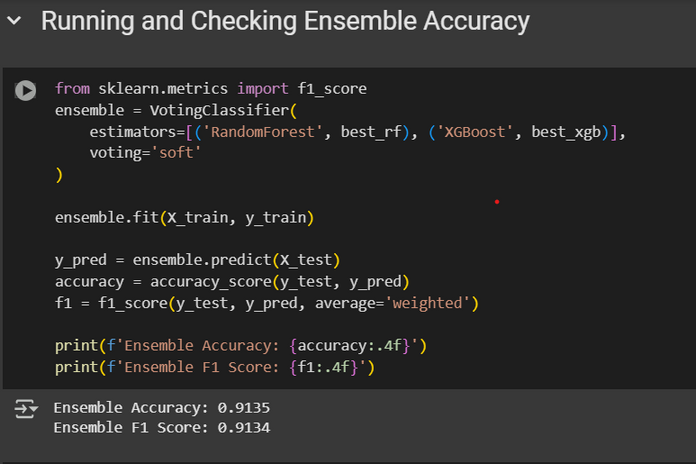 Running and Checking Ensemble Accuracy
from sklearn.metrics import f1_score
ensemble = VotingClassifier(
    estimators=[('RandomForest', best_rf), ('XGBoost', best_xgb)],
    voting='soft'
)
ensemble.fit(X_train, y_train)
y_pred = ensemble.predict(X_test)
accuracy = accuracy_score(y_test, y_pred)
f1 = f1_score(y_test, y_pred, average='weighted')
print(f'Ensemble Accuracy: {accuracy:.4f}')
print(f'Ensemble F1 Score: {f1:.4f}')
Ensemble Accuracy: 0.9135
Ensemble F1 Score: 0.9134